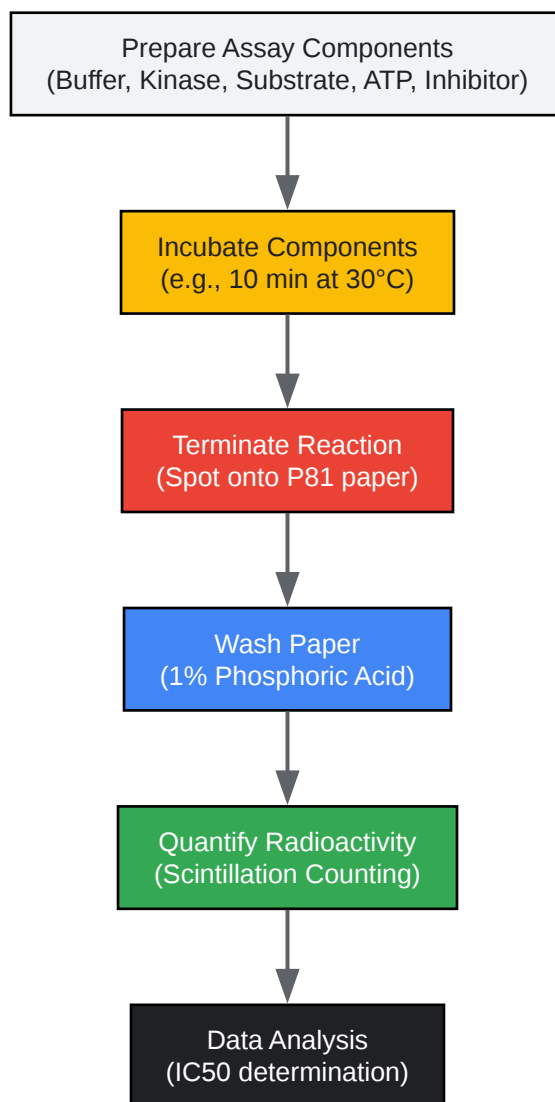 Prepare Assay Components
(Buffer, Kinase, Substrate, ATP, Inhibitor)
Incubate Components
(e.g., 10 min at 30°C)
Terminate Reaction
(Spot onto P81 paper)
Wash Paper
(1% Phosphoric Acid)
Quantify Radioactivity
(Scintillation Counting)
Data Analysis
(IC50 determination)